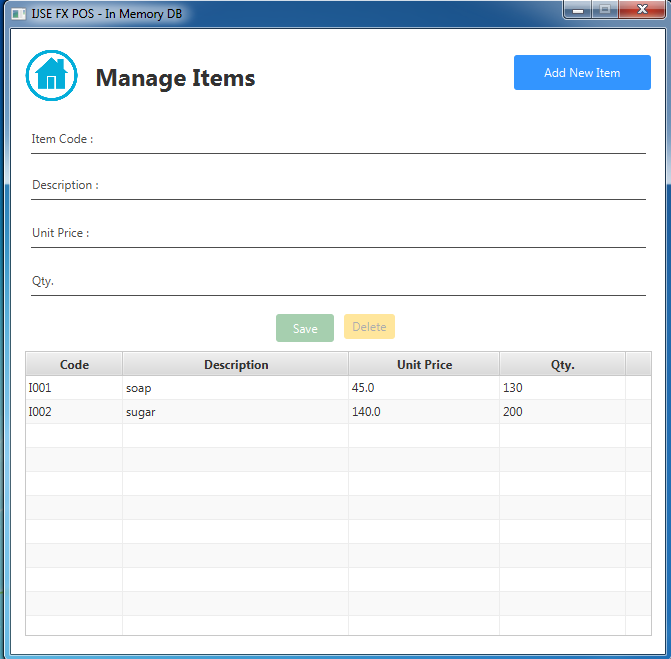 IJSE FX POS - In Memory DB
Manage Items
Add New Item
Item Code :
Description :
Unit Price :
Qty.
Save Delete
Code Description Unit Price Qty.
I001 soap 45.0 130
I002 sugar 140.0 200